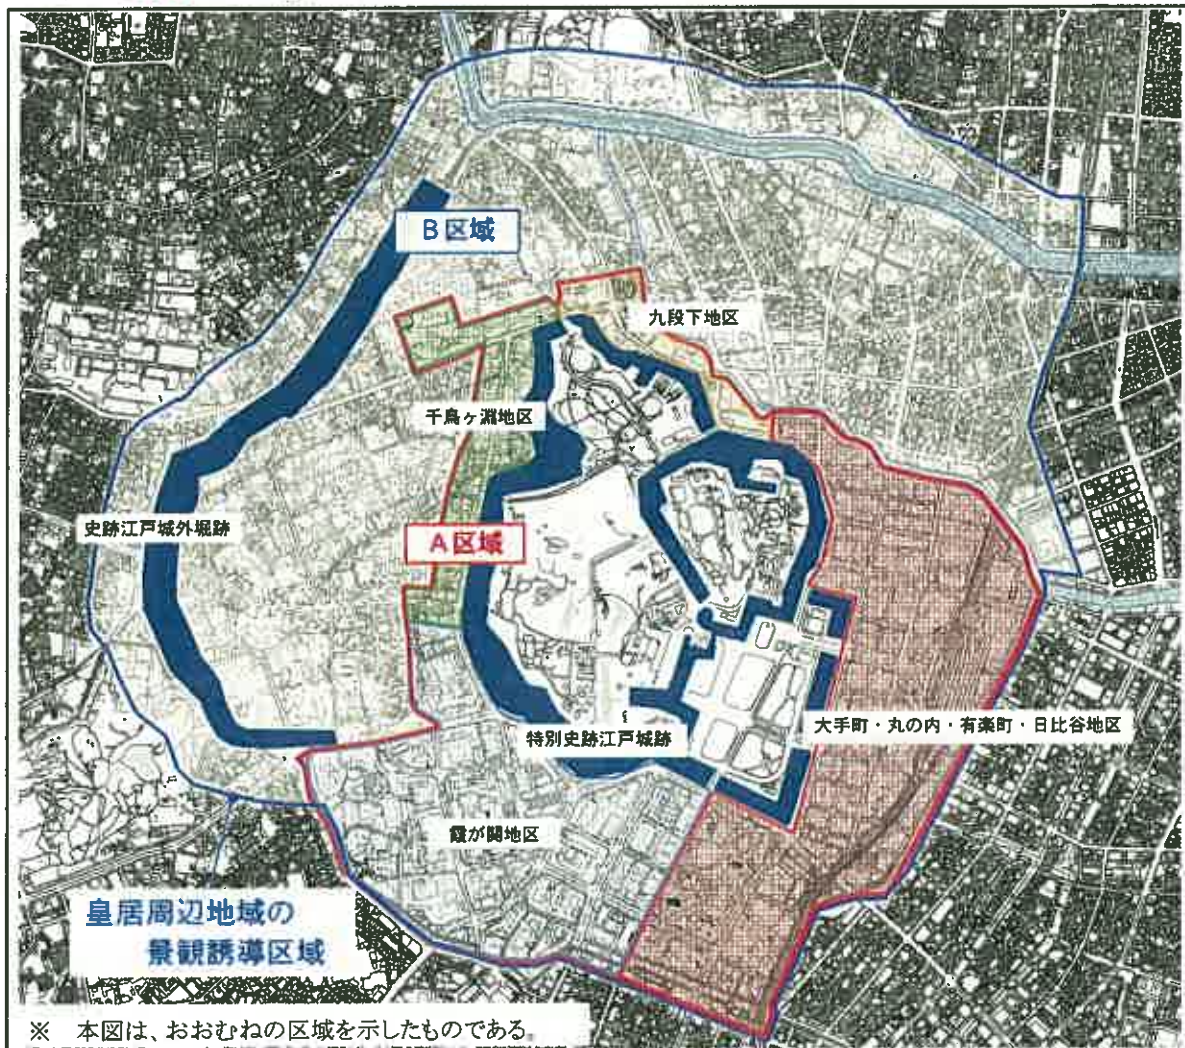 B区域
九段下地区
千鳥ヶ淵地区
史跡江戸城外堀跡
A区域
大手町・丸の内・有楽町・日比谷地区
特別史跡江戸城跡
霞が関地区
皇居周辺地域の
景観誘導区域
※ 本図は、おおむねの区域を示したものである。